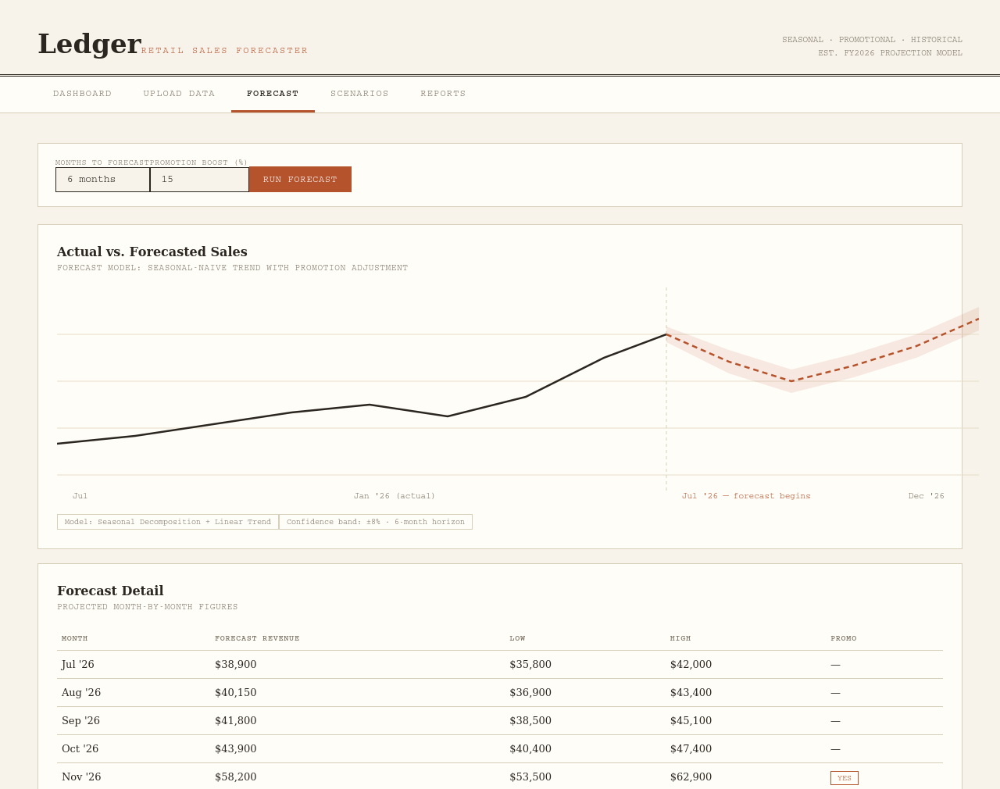 Ledger RETAIL SALES FORECASTER
SEASONAL · PROMOTIONAL · HISTORICAL
EST. FY2026 PROJECTION MODEL
DASHBOARD UPLOAD DATA FORECAST SCENARIOS REPORTS
MONTHS TO FORECAST PROMOTION BOOST (%)
6 months 15 RUN FORECAST
Actual vs. Forecasted Sales
FORECAST MODEL: SEASONAL-NAIVE TREND WITH PROMOTION ADJUSTMENT
Jul Jan '26 (actual) Jul '26 — forecast begins Dec '26
Model: Seasonal Decomposition + Linear Trend Confidence band: ±8% · 6-month horizon
Forecast Detail
PROJECTED MONTH-BY-MONTH FIGURES
MONTH FORECAST REVENUE LOW HIGH PROMO
Jul '26 $38,900 $35,800 $42,000 —
Aug '26 $40,150 $36,900 $43,400 —
Sep '26 $41,800 $38,500 $45,100 —
Oct '26 $43,900 $40,400 $47,400 —
Nov '26 $58,200 $53,500 $62,900 YES